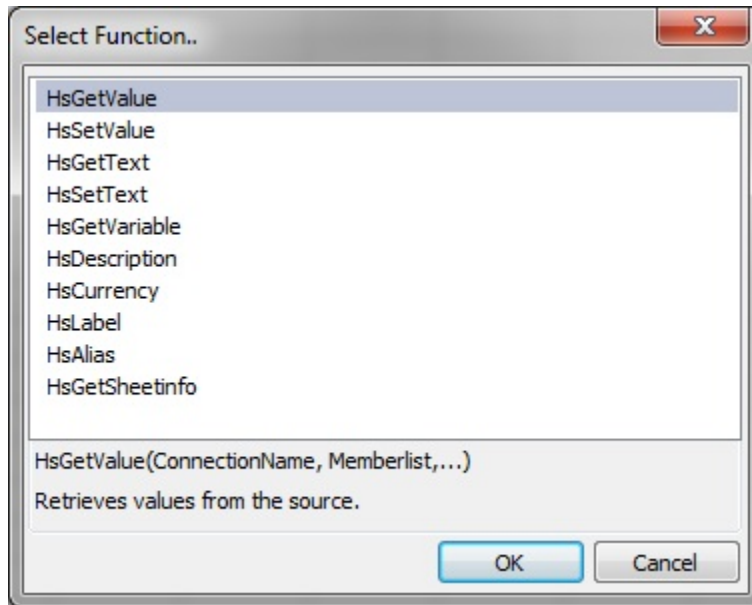 Select Function..
HsGetValue
HsSetValue
HsGetText
HsSetText
HsGetVariable
HsDescription
HsCurrency
HsLabel
HsAlias
HsGetSheetinfo
HsGetValue(ConnectionName, Memberlist,...)
Retrieves values from the source.
OK Cancel